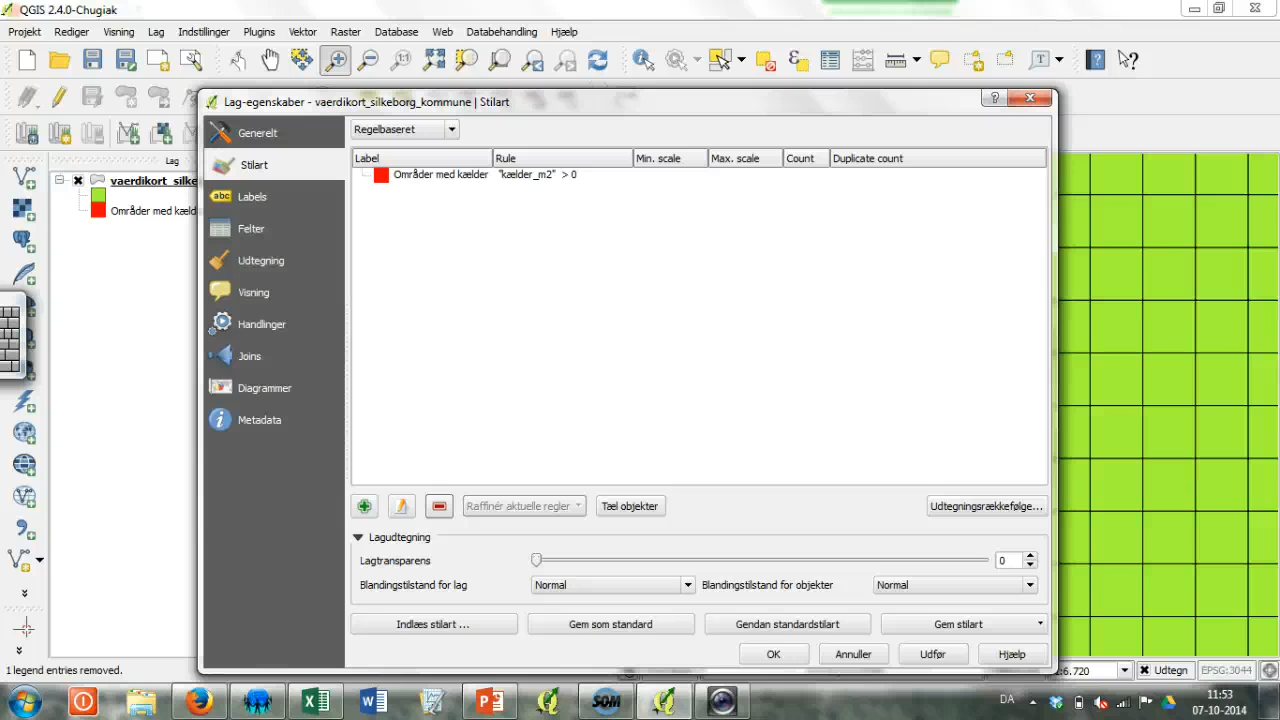 QGIS 2.4.0-Chugiak
Projekt Rediger Visning Lag Indstillinger Plugins Vektor Raster Database Web Databehandling Hjælp
Lag-egenskaber - vaerdikort_silkeborg_kommune | Stilart
Lag
vaerdikort_silke
Områder med kæld
Generelt
Stilart
Labels
Felter
Udtegning
Visning
Handlinger
Joins
Diagrammer
Metadata
Regelbaseret
Label Rule Min. scale Max. scale Count Duplicate count
Områder med kælder "kælder_m2" > 0
Raffinér aktuelle regler Tæl objekter Udtegningsrækkefølge...
Lagudtegning
Lagtransparens 0
Blandingstilstand for lag Normal Blandingstilstand for objekter Normal
Indlæs stilart ... Gem som standard Gendan standardstilart Gem stilart
OK Annuller Udfør Hjælp
1 legend entries removed.
6.720 Udtegn EPSG:3044
DA
11:53
07-10-2014